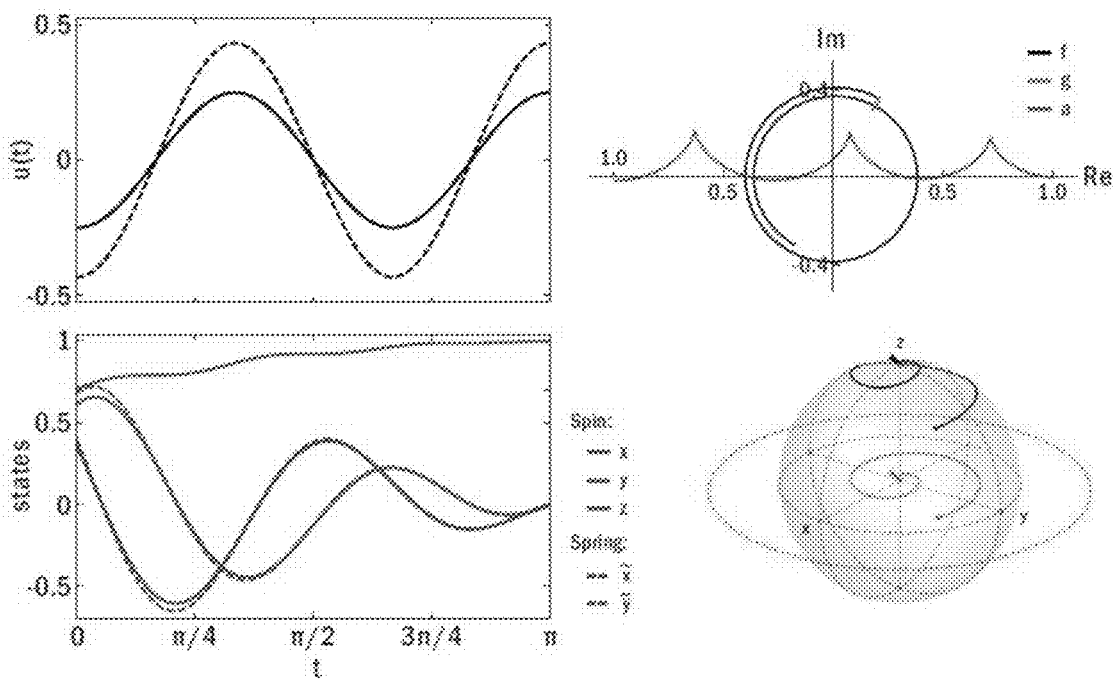 0.5
0
-0.5
u(t)
Im
Re
0.4
-0.4
1.0
0.5
0.5
1.0
f
g
a
1
0.5
0
-0.5
states
0
π/4
π/2
3π/4
π
t
Spin:
x
y
z
Spring:
x̃
ỹ
z
x
y